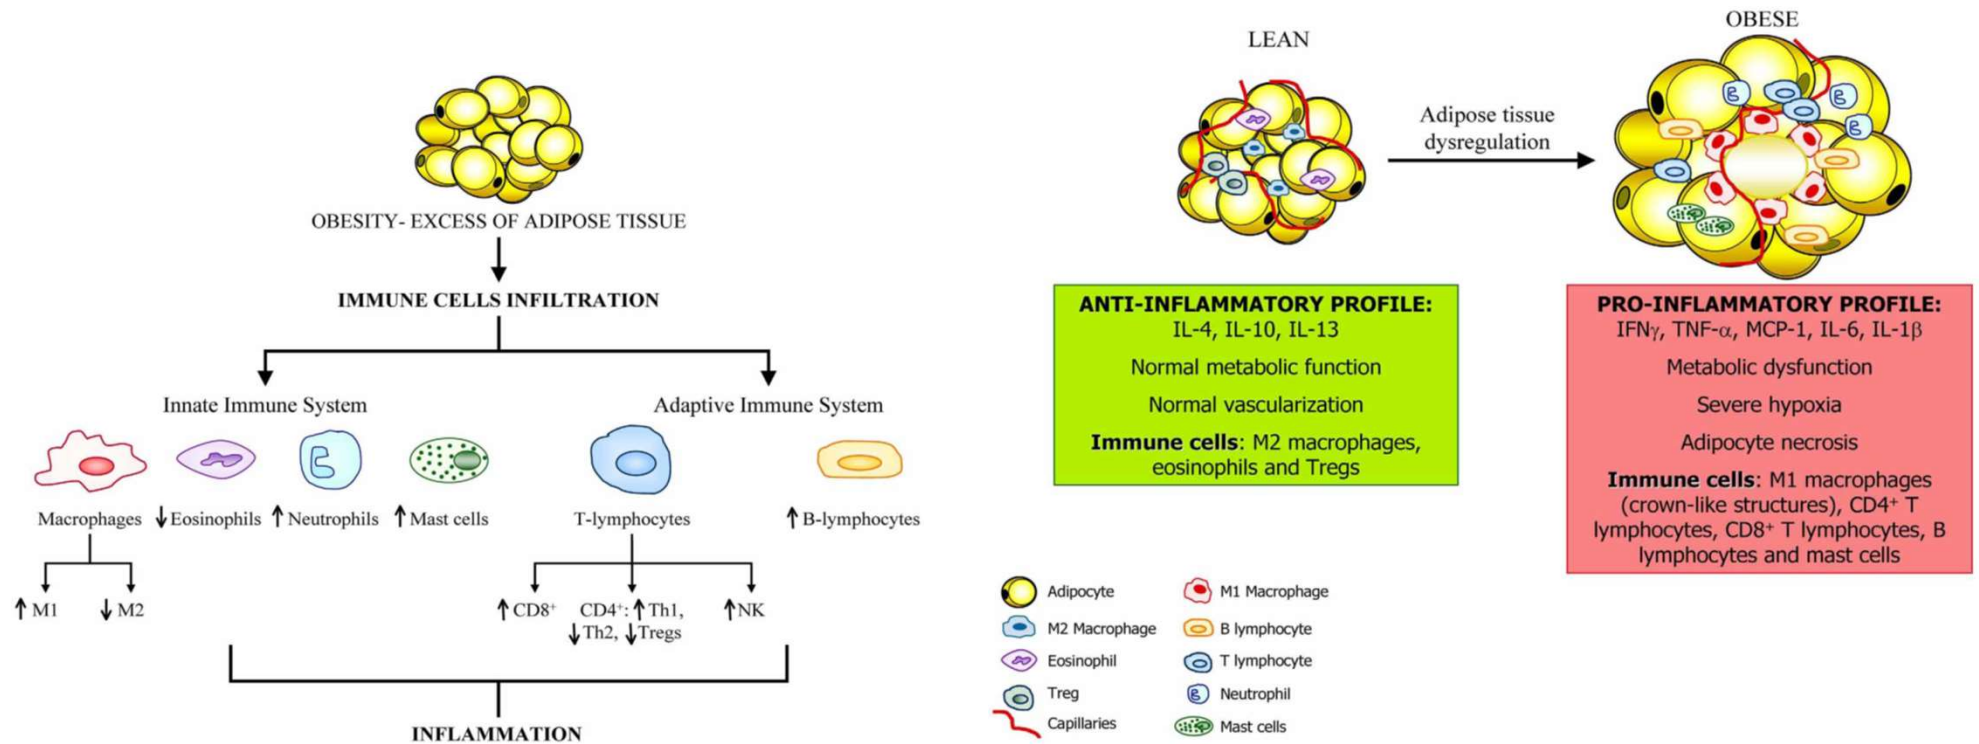 OBESITY- EXCESS OF ADIPOSE TISSUE
IMMUNE CELLS INFILTRATION
Innate Immune System
Adaptive Immune System
Macrophages
↓Eosinophils
↑Neutrophils
↑Mast cells
T-lymphocytes
↑B-lymphocytes
↑M1
↓M2
↑CD8⁺
CD4⁺:↑Th1,
↓Th2, ↓Tregs
↑NK
INFLAMMATION
LEAN
Adipose tissue
dysregulation
OBESE
ANTI-INFLAMMATORY PROFILE:
IL-4, IL-10, IL-13
Normal metabolic function
Normal vascularization
Immune cells: M2 macrophages,
eosinophils and Tregs
PRO-INFLAMMATORY PROFILE:
IFNγ, TNF-α, MCP-1, IL-6, IL-1β
Metabolic dysfunction
Severe hypoxia
Adipocyte necrosis
Immune cells: M1 macrophages
(crown-like structures), CD4⁺ T
lymphocytes, CD8⁺ T lymphocytes, B
lymphocytes and mast cells
Adipocyte
M2 Macrophage
Eosinophil
Treg
Capillaries
M1 Macrophage
B lymphocyte
T lymphocyte
Neutrophil
Mast cells